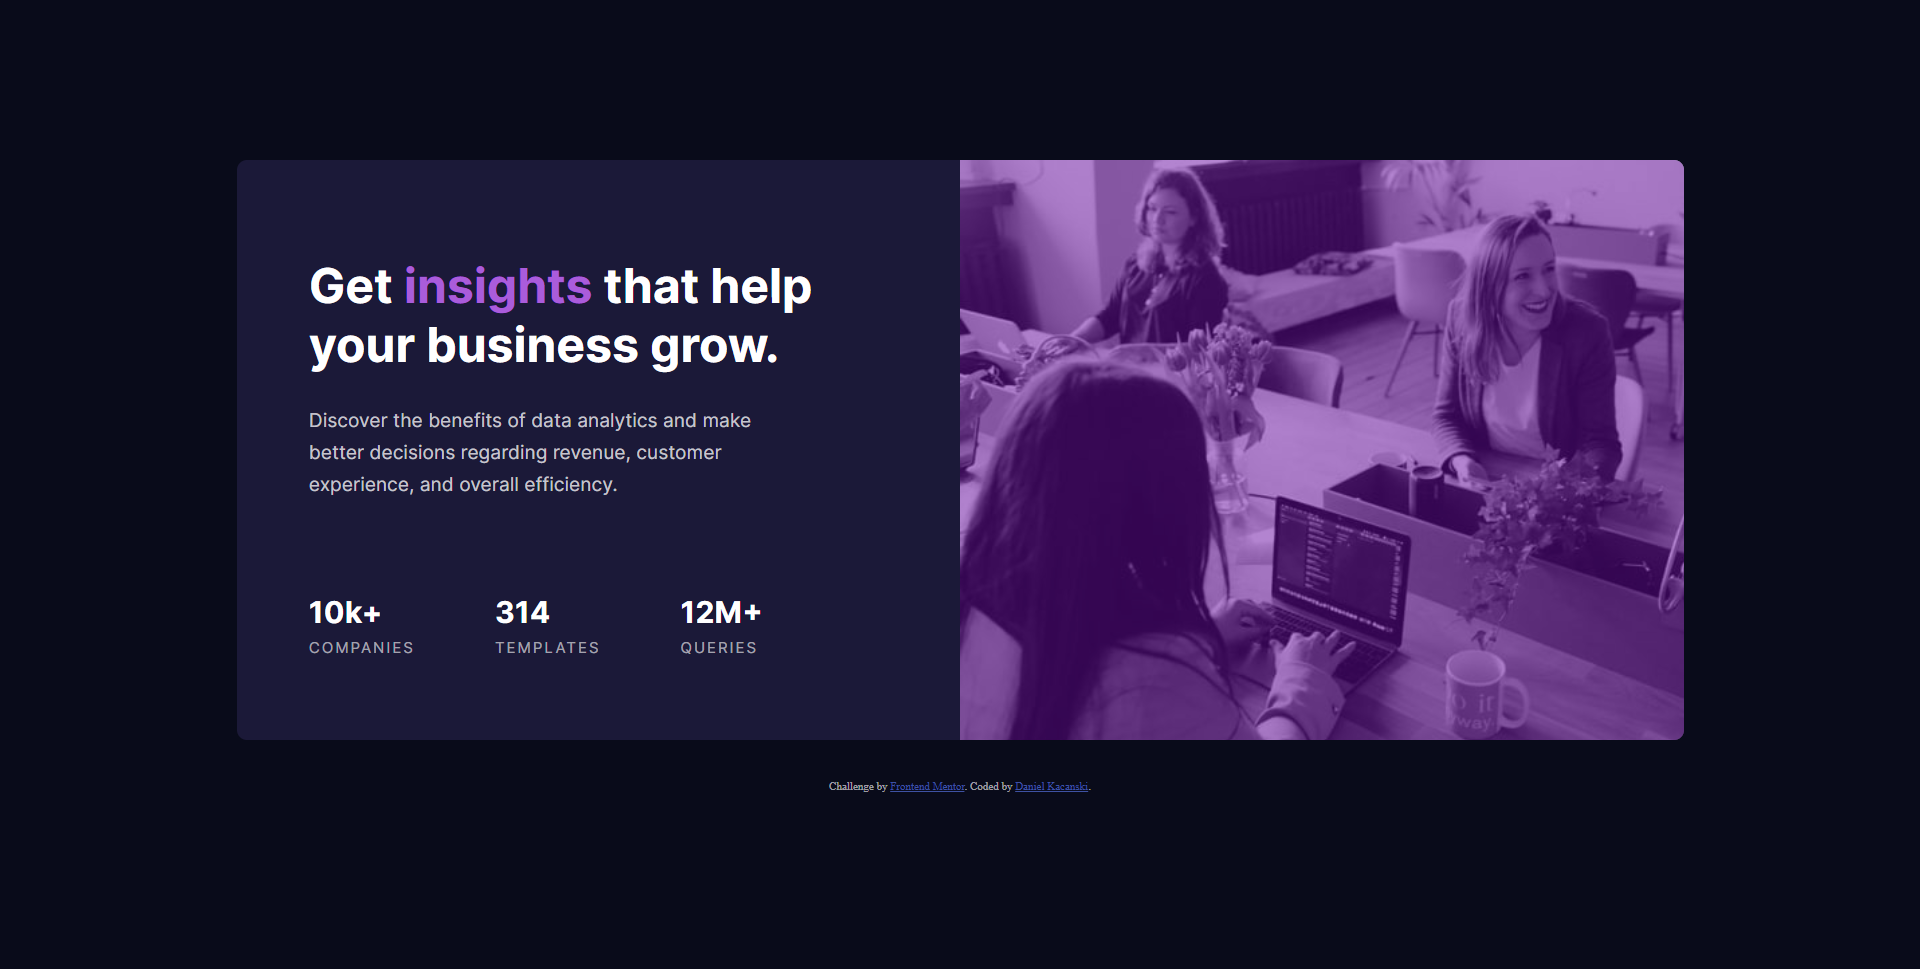 Get insights that help
your business grow.
Discover the benefits of data analytics and make
better decisions regarding revenue, customer
experience, and overall efficiency.
10k+ 314 12M+
COMPANIES TEMPLATES QUERIES
it
way.
Challenge by Frontend Mentor. Coded by Daniel Kacanski.